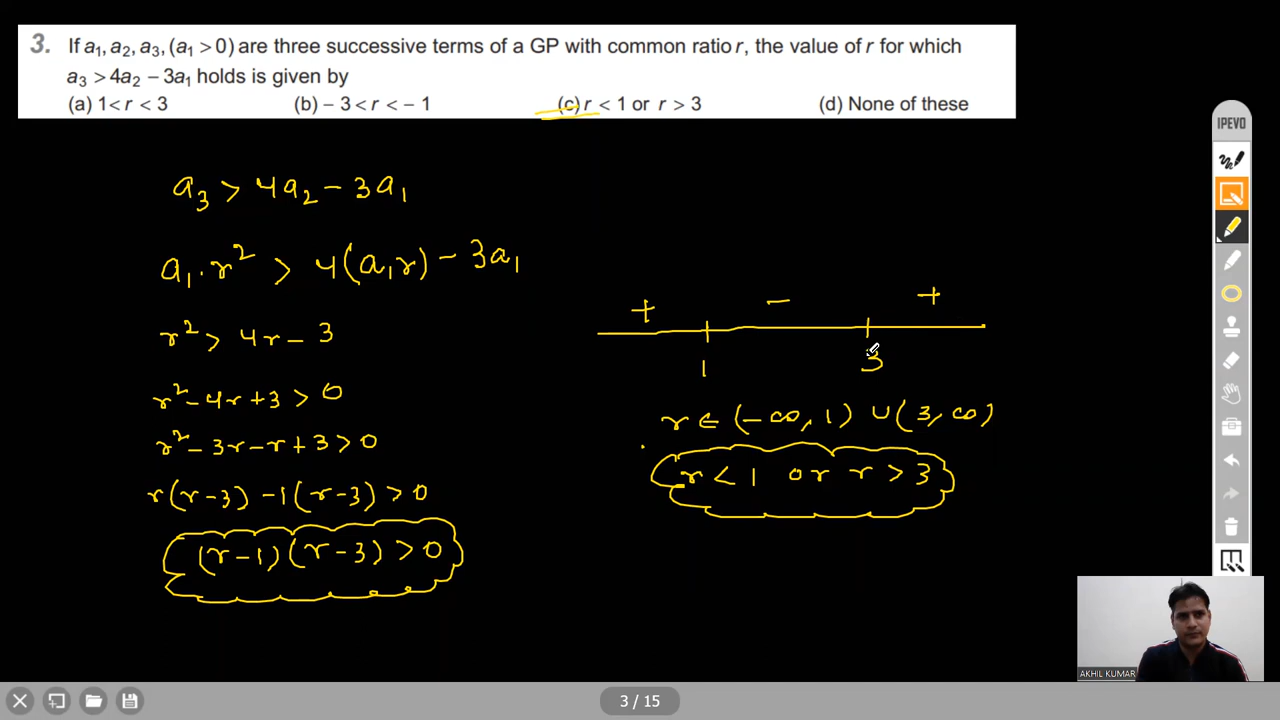 3. If a₁, a₂, a₃, (a₁ > 0) are three successive terms of a GP with common ratio r, the value of r for which
a₃ > 4a₂ − 3a₁ holds is given by
(a) 1 < r < 3 (b) − 3 < r < − 1 (c) r < 1 or r > 3 (d) None of these
a₃ > 4a₂ − 3a₁
a₁·r² > 4(a₁r) − 3a₁
r² > 4r − 3
r² − 4r + 3 > 0
r² − 3r − r + 3 > 0
r(r−3) −1(r−3) > 0
(r−1)(r−3) > 0
+ − +
1 3
r ∈ (−∞, 1) ∪ (3, ∞)
r < 1 or r > 3
IPEVO
AKHIL KUMAR
3 / 15